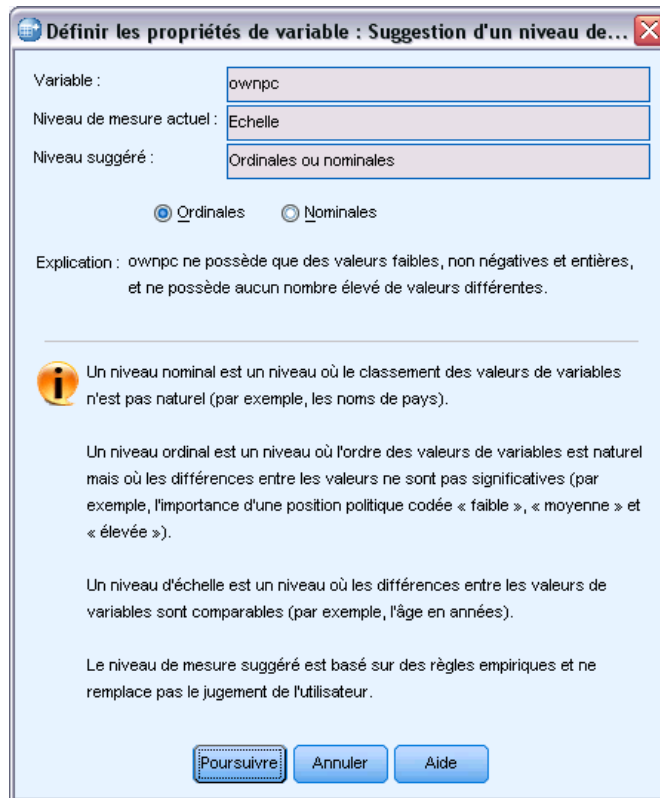 Définir les propriétés de variable : Suggestion d'un niveau de...
Variable : ownpc
Niveau de mesure actuel : Echelle
Niveau suggéré : Ordinales ou nominales
Ordinales Nominales
Explication : ownpc ne possède que des valeurs faibles, non négatives et entières,
et ne possède aucun nombre élevé de valeurs différentes.
Un niveau nominal est un niveau où le classement des valeurs de variables
n'est pas naturel (par exemple, les noms de pays).
Un niveau ordinal est un niveau où l'ordre des valeurs de variables est naturel
mais où les différences entre les valeurs ne sont pas significatives (par
exemple, l'importance d'une position politique codée « faible », « moyenne » et
« élevée »).
Un niveau d'échelle est un niveau où les différences entre les valeurs de
variables sont comparables (par exemple, l'âge en années).
Le niveau de mesure suggéré est basé sur des règles empiriques et ne
remplace pas le jugement de l'utilisateur.
Poursuivre Annuler Aide